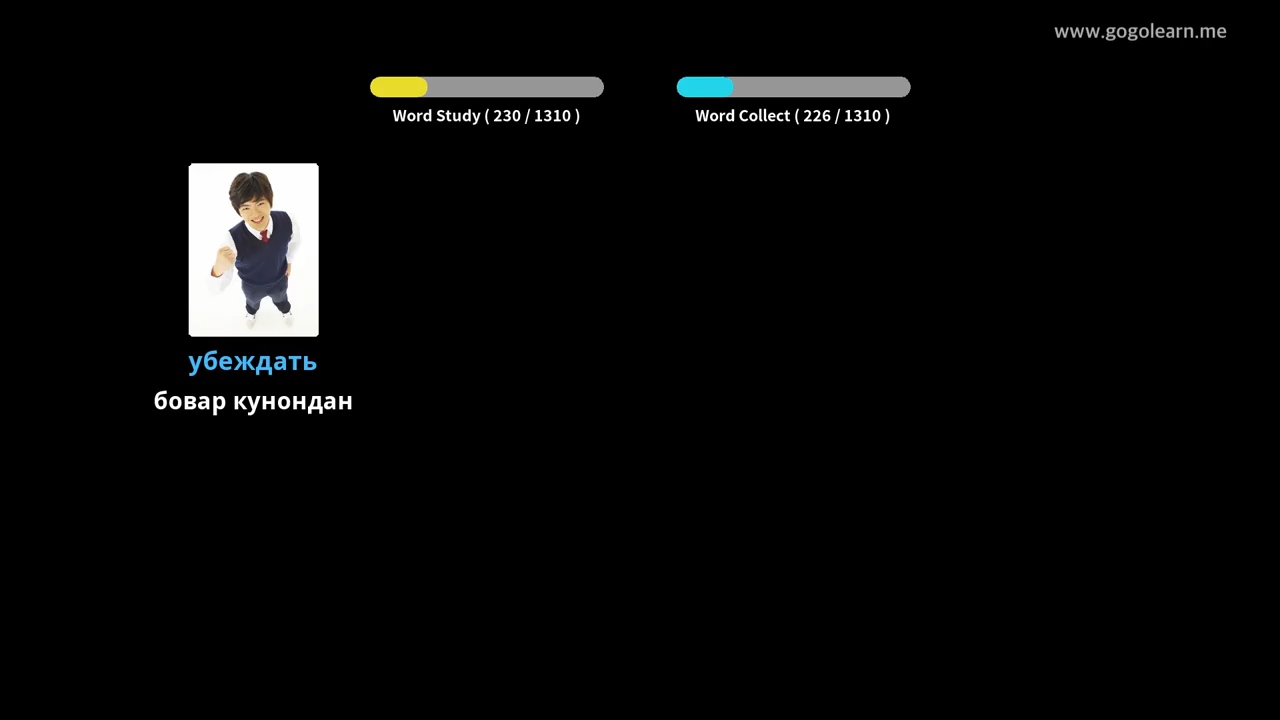 www.gogolearn.me
Word Study ( 230 / 1310 )
Word Collect ( 226 / 1310 )
убеждать
бовар кунондан